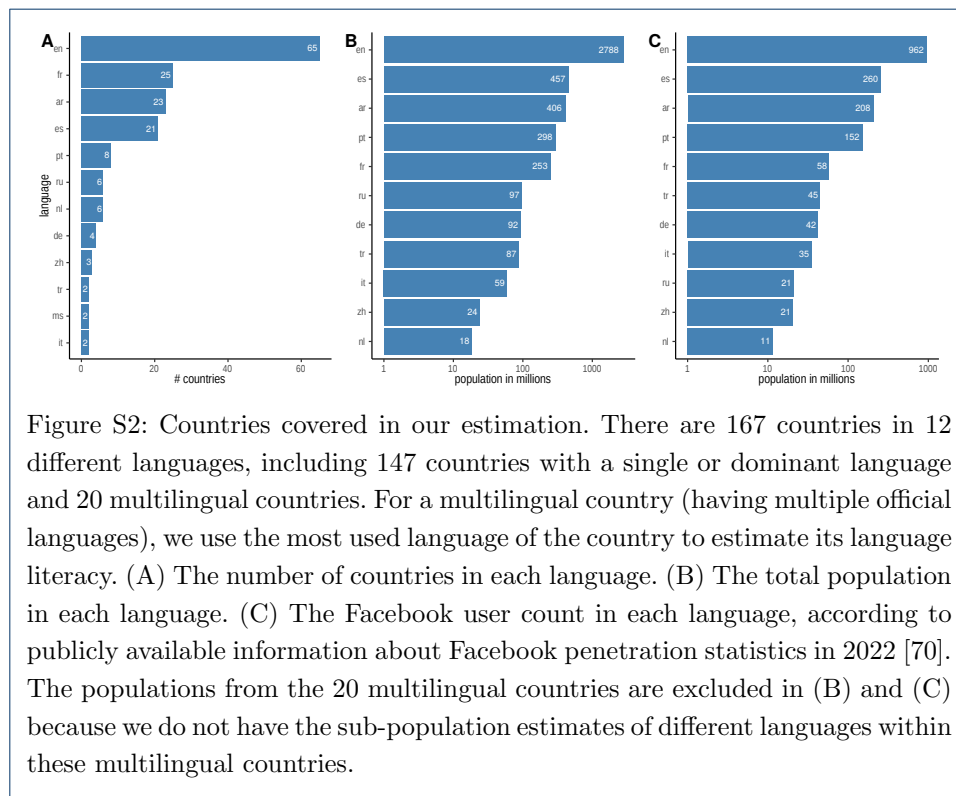 A
en
65
fr
25
ar
23
es
21
pt
8
ru
6
nl
6
de
4
zh
3
tr
2
ms
2
it
2
language
0 20 40 60
# countries
B
en
2788
es
457
ar
406
pt
298
fr
253
ru
97
de
92
tr
87
it
59
zh
24
nl
18
1 10 100 1000
population in millions
C
en
962
es
260
ar
208
pt
152
fr
58
tr
45
de
42
it
35
ru
21
zh
21
nl
11
1 10 100 1000
population in millions
Figure S2: Countries covered in our estimation. There are 167 countries in 12
different languages, including 147 countries with a single or dominant language
and 20 multilingual countries. For a multilingual country (having multiple official
languages), we use the most used language of the country to estimate its language
literacy. (A) The number of countries in each language. (B) The total population
in each language. (C) The Facebook user count in each language, according to
publicly available information about Facebook penetration statistics in 2022 [70].
The populations from the 20 multilingual countries are excluded in (B) and (C)
because we do not have the sub-population estimates of different languages within
these multilingual countries.